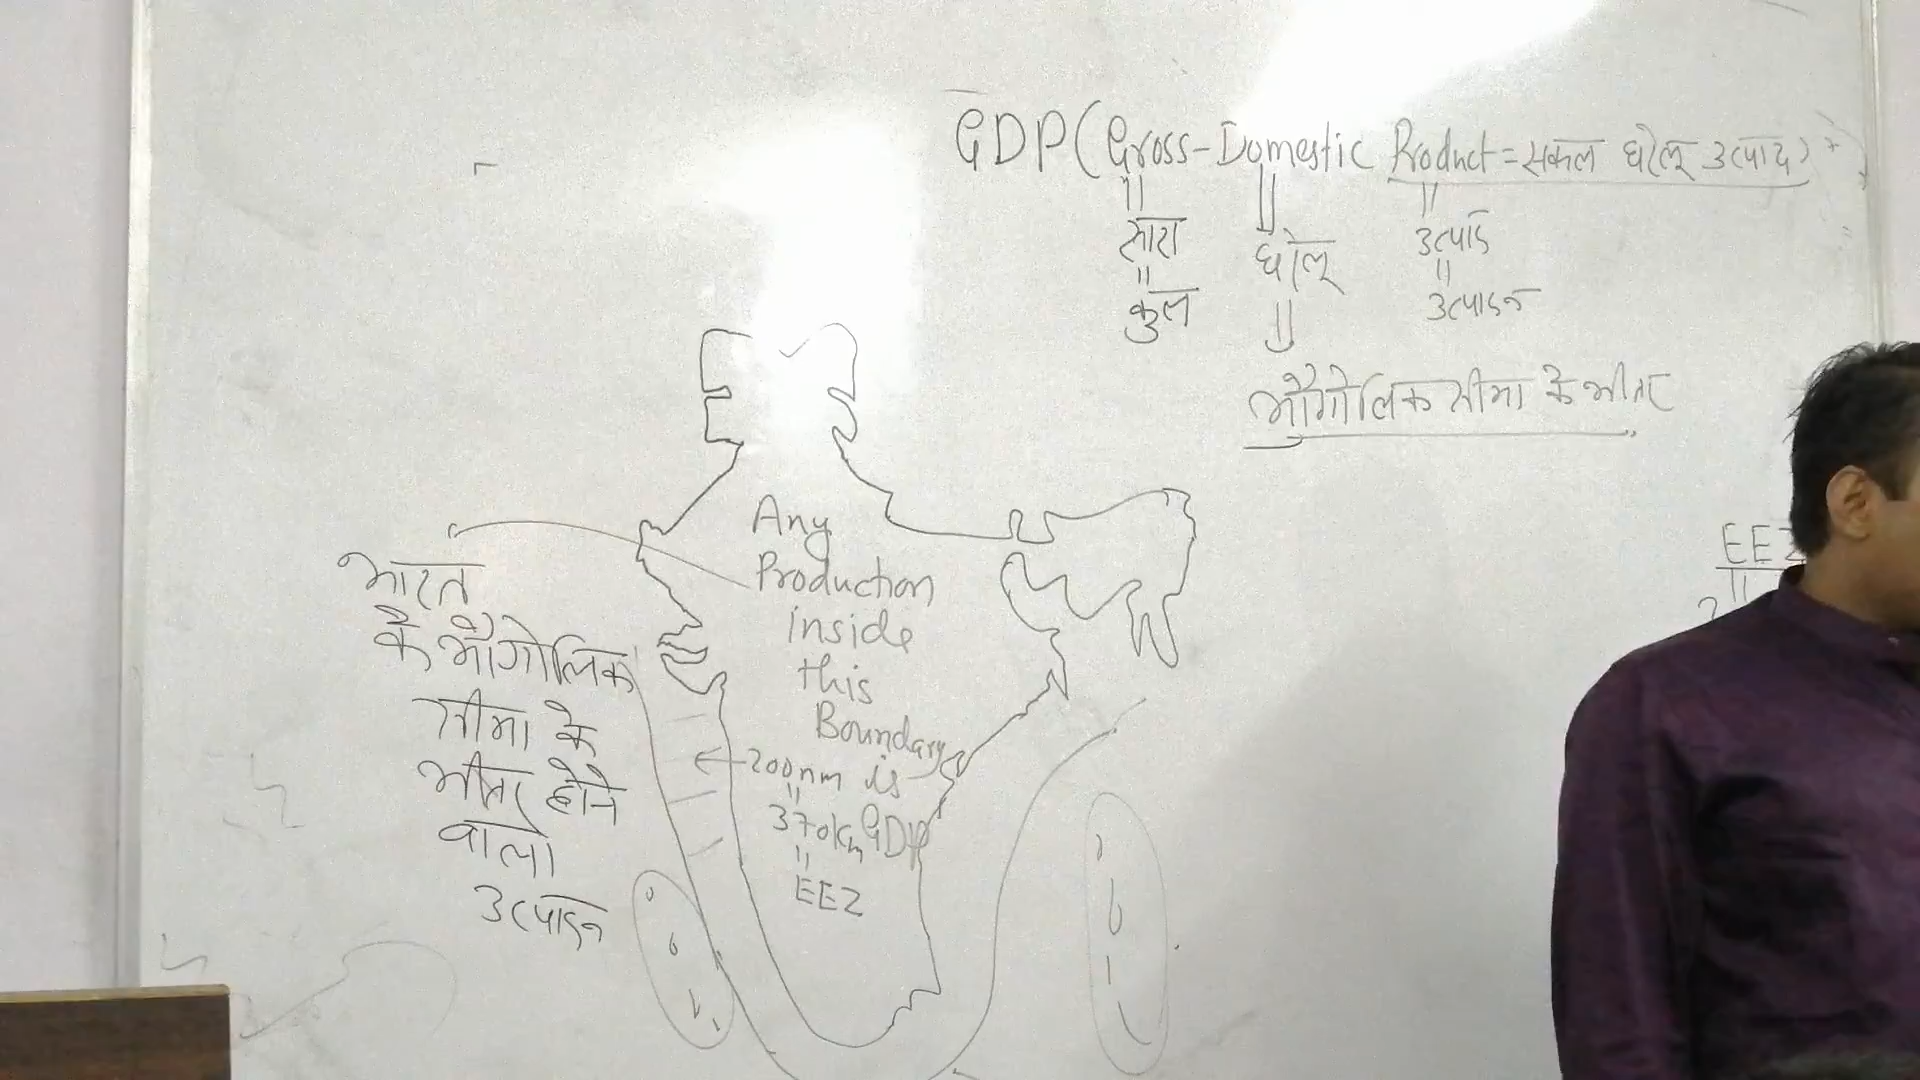 GDP (Gross-Domestic Product = सकल घरेलू उत्पाद)
सारा घरेलू उत्पाद
कुल उत्पादन
भौगोलिक सीमा के भीतर
Any
Production
inside
this
Boundary
is
GDP
200nm
370km
EEZ
भारत
के भौगोलिक
सीमा के
भीतर होने
वाला
उत्पादन
EEZ